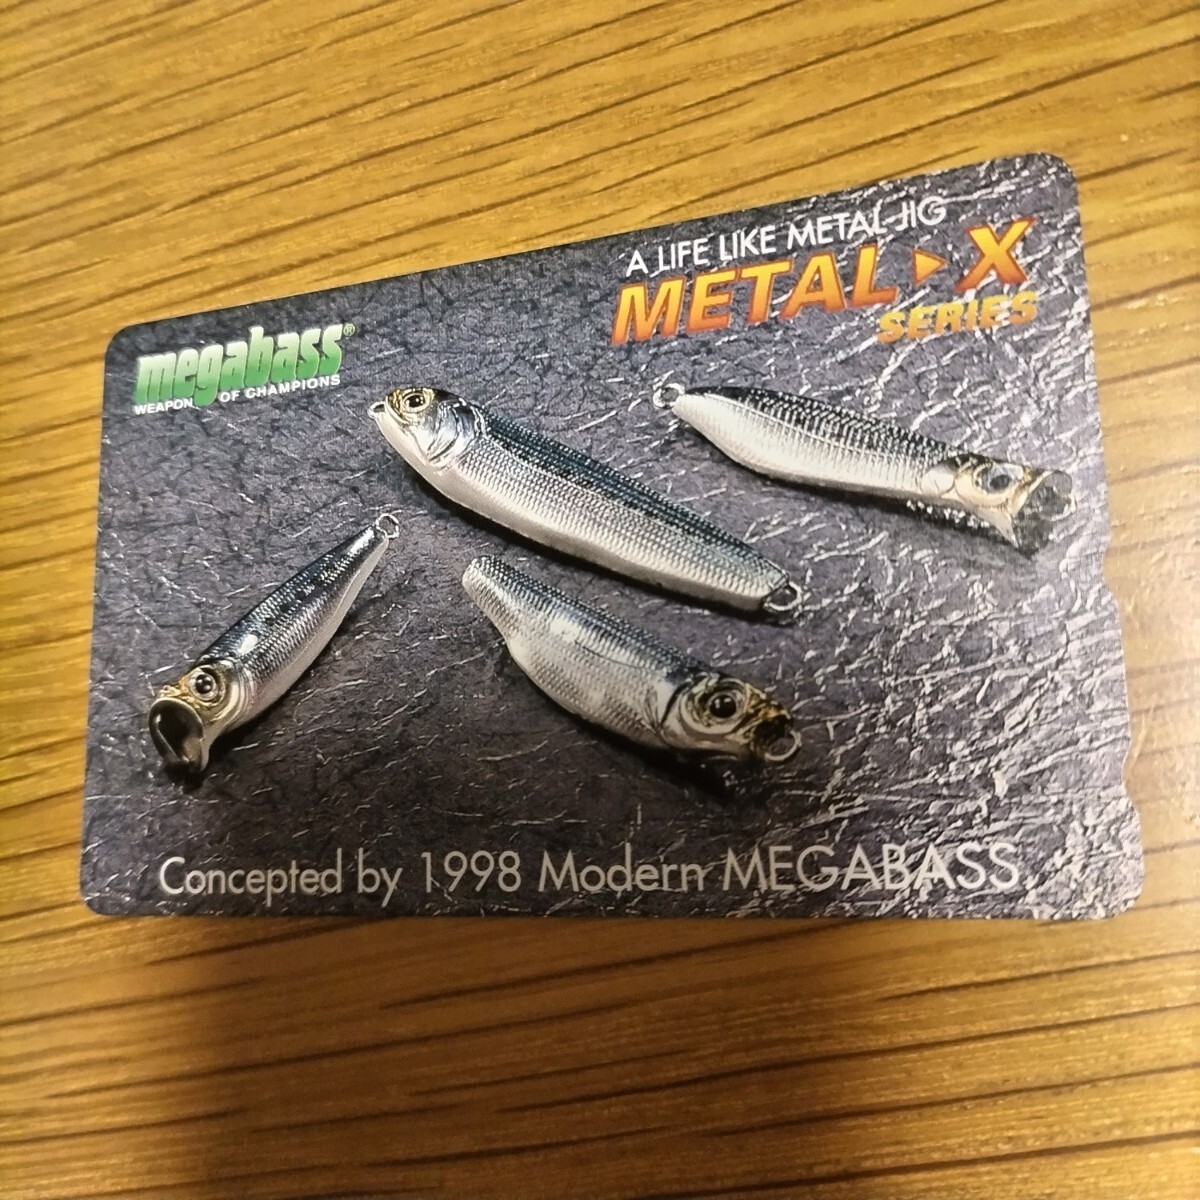 megabass®
WEAPON OF CHAMPIONS
A LIFE LIKE METAL JIG
METAL X
SERIES
Concepted by 1998 Modern MEGABASS